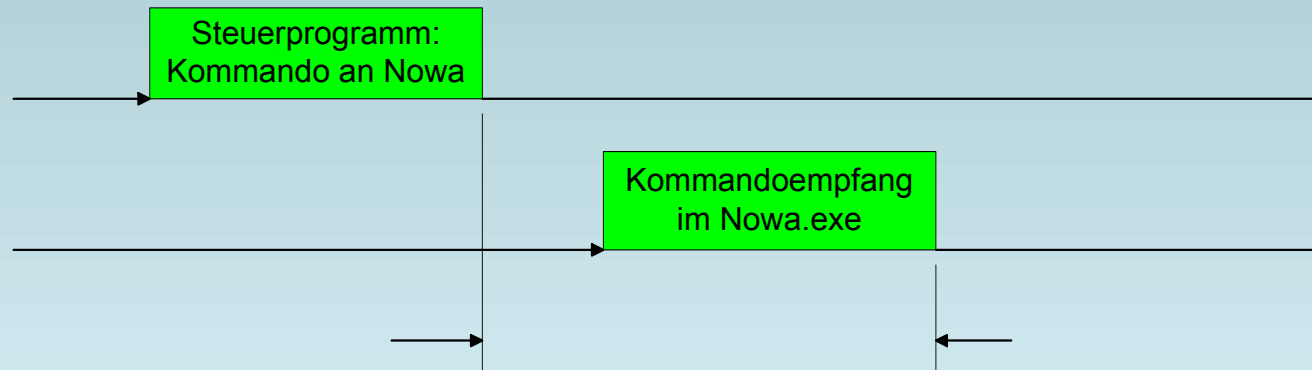 Steuerprogramm:
Kommando an Nowa
Kommandoempfang
im Nowa.exe